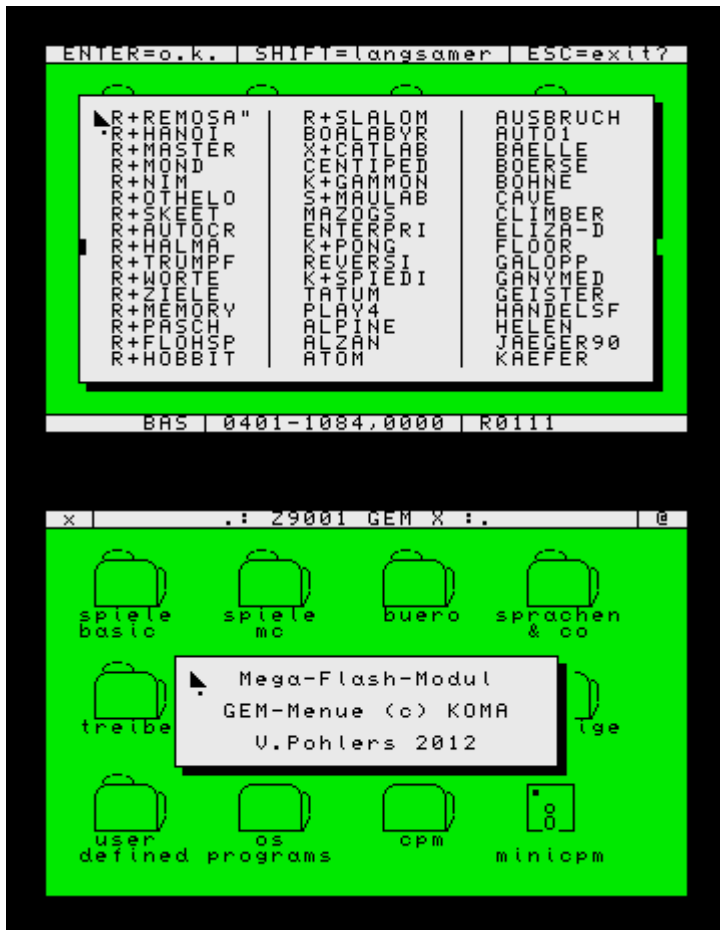 ENTER=o.k. | SHIFT=langsamer | ESC=exit?
R+REMOSA" | R+SLALOM | AUSBRUCH
R+HANOI | BOALABYR | AUTO1
R+MASTER | X+CATLAB | BAELLE
R+MOND | CENTIPED | BOERSE
R+NIM | K+GAMMON | BOHNE
R+OTHELO | S+MAULAB | CAVE
R+SKEET | MAZOGS | CLIMBER
R+AUTOCR | ENTERPRI | ELIZA-D
R+HALMA | K+PONG | FLOOR
R+TRUMPF | REVERSI | GALOPP
R+WORTE | K+SPIEDI | GANYMED
R+ZIELE | TATUM | GEISTER
R+MEMORY | PLAY4 | HANDELSF
R+PASCH | ALPINE | HELEN
R+FLOHSP | ALZAN | JAEGER90
R+HOBBIT | ATOM | KAEFER
BAS | 0401-1084,0000 | R0111
x | .: Z9001 GEM X :. | @
spiele spiele buero sprachen
basic mc & co
Mega-Flash-Modul
GEM-Menue (c) KOMA
V.Pohlers 2012
treibe ige
user os cpm
defined programs minicpm